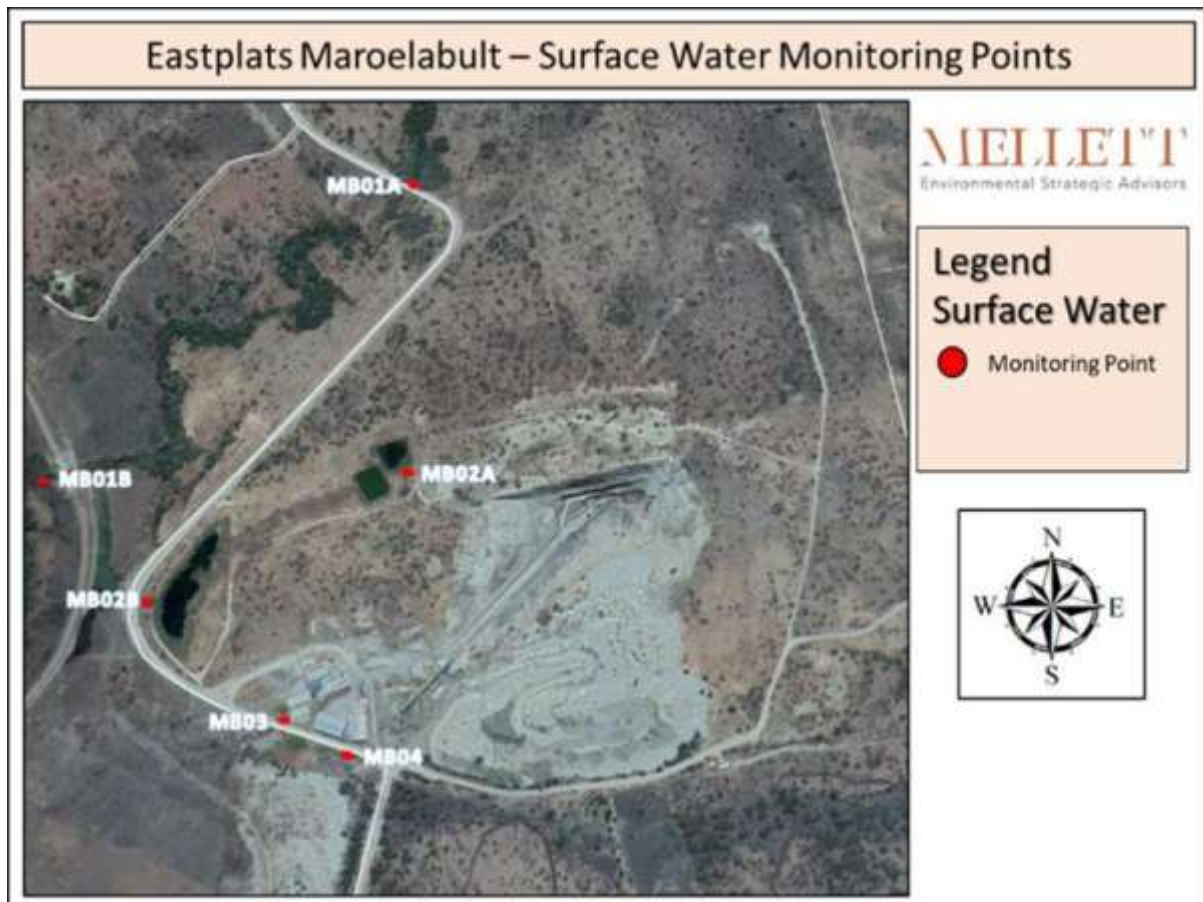 Eastplats Maroelabult – Surface Water Monitoring Points
MELLETT
Environmental Strategic Advisors
MB01A
Legend
Surface Water
Monitoring Point
MB02A
MB01B
N
W E
S
MB02B
MB03
MB04